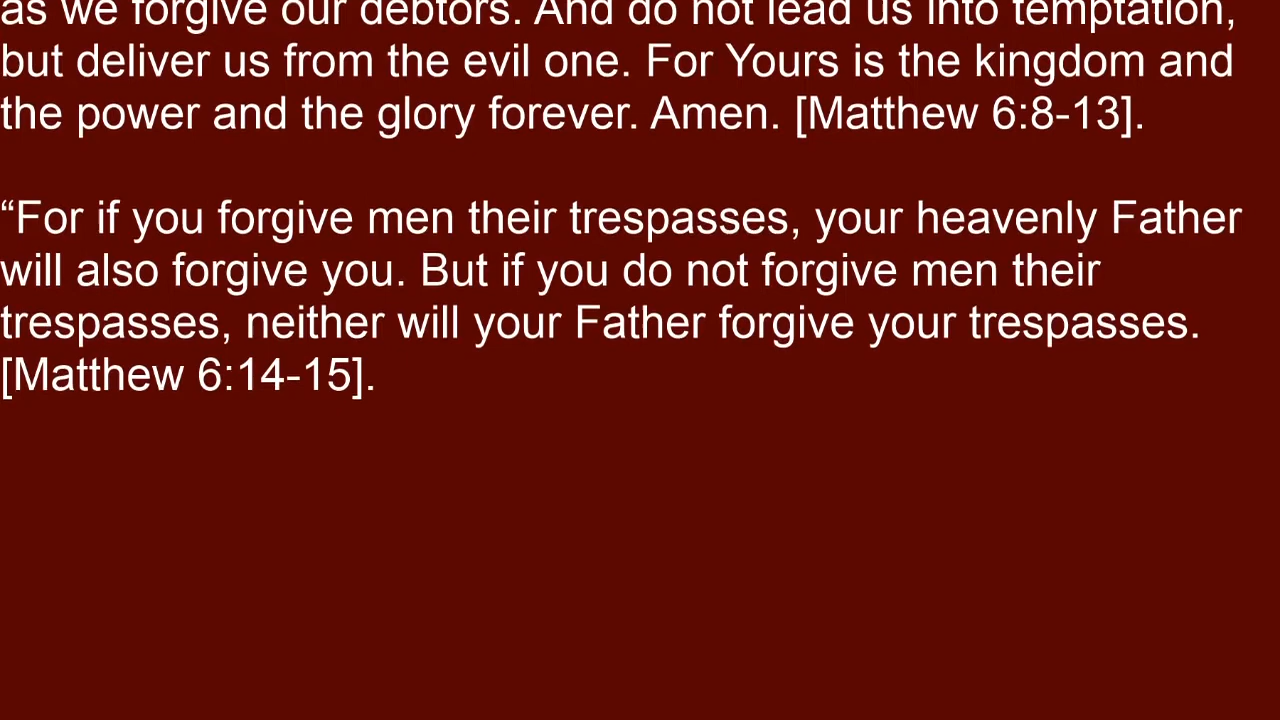 as we forgive our debtors. And do not lead us into temptation,
but deliver us from the evil one. For Yours is the kingdom and
the power and the glory forever. Amen. [Matthew 6:8-13].
“For if you forgive men their trespasses, your heavenly Father
will also forgive you. But if you do not forgive men their
trespasses, neither will your Father forgive your trespasses.
[Matthew 6:14-15].